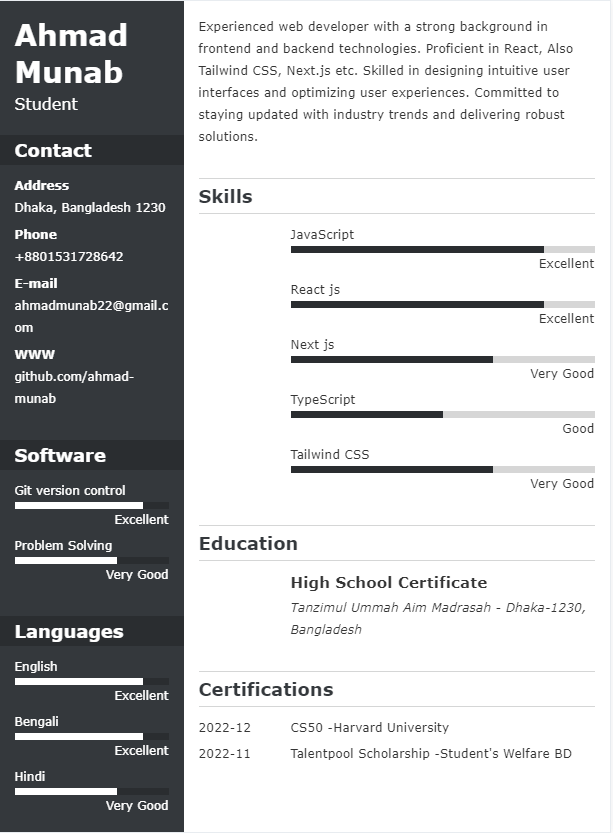 Ahmad
Munab
Student
Contact
Address
Dhaka, Bangladesh 1230
Phone
+8801531728642
E-mail
ahmadmunab22@gmail.c
om
WWW
github.com/ahmad-
munab
Software
Git version control
Excellent
Problem Solving
Very Good
Languages
English
Excellent
Bengali
Excellent
Hindi
Very Good
Experienced web developer with a strong background in
frontend and backend technologies. Proficient in React, Also
Tailwind CSS, Next.js etc. Skilled in designing intuitive user
interfaces and optimizing user experiences. Committed to
staying updated with industry trends and delivering robust
solutions.
Skills
JavaScript
Excellent
React js
Excellent
Next js
Very Good
TypeScript
Good
Tailwind CSS
Very Good
Education
High School Certificate
Tanzimul Ummah Aim Madrasah - Dhaka-1230,
Bangladesh
Certifications
2022-12 CS50 -Harvard University
2022-11 Talentpool Scholarship -Student's Welfare BD